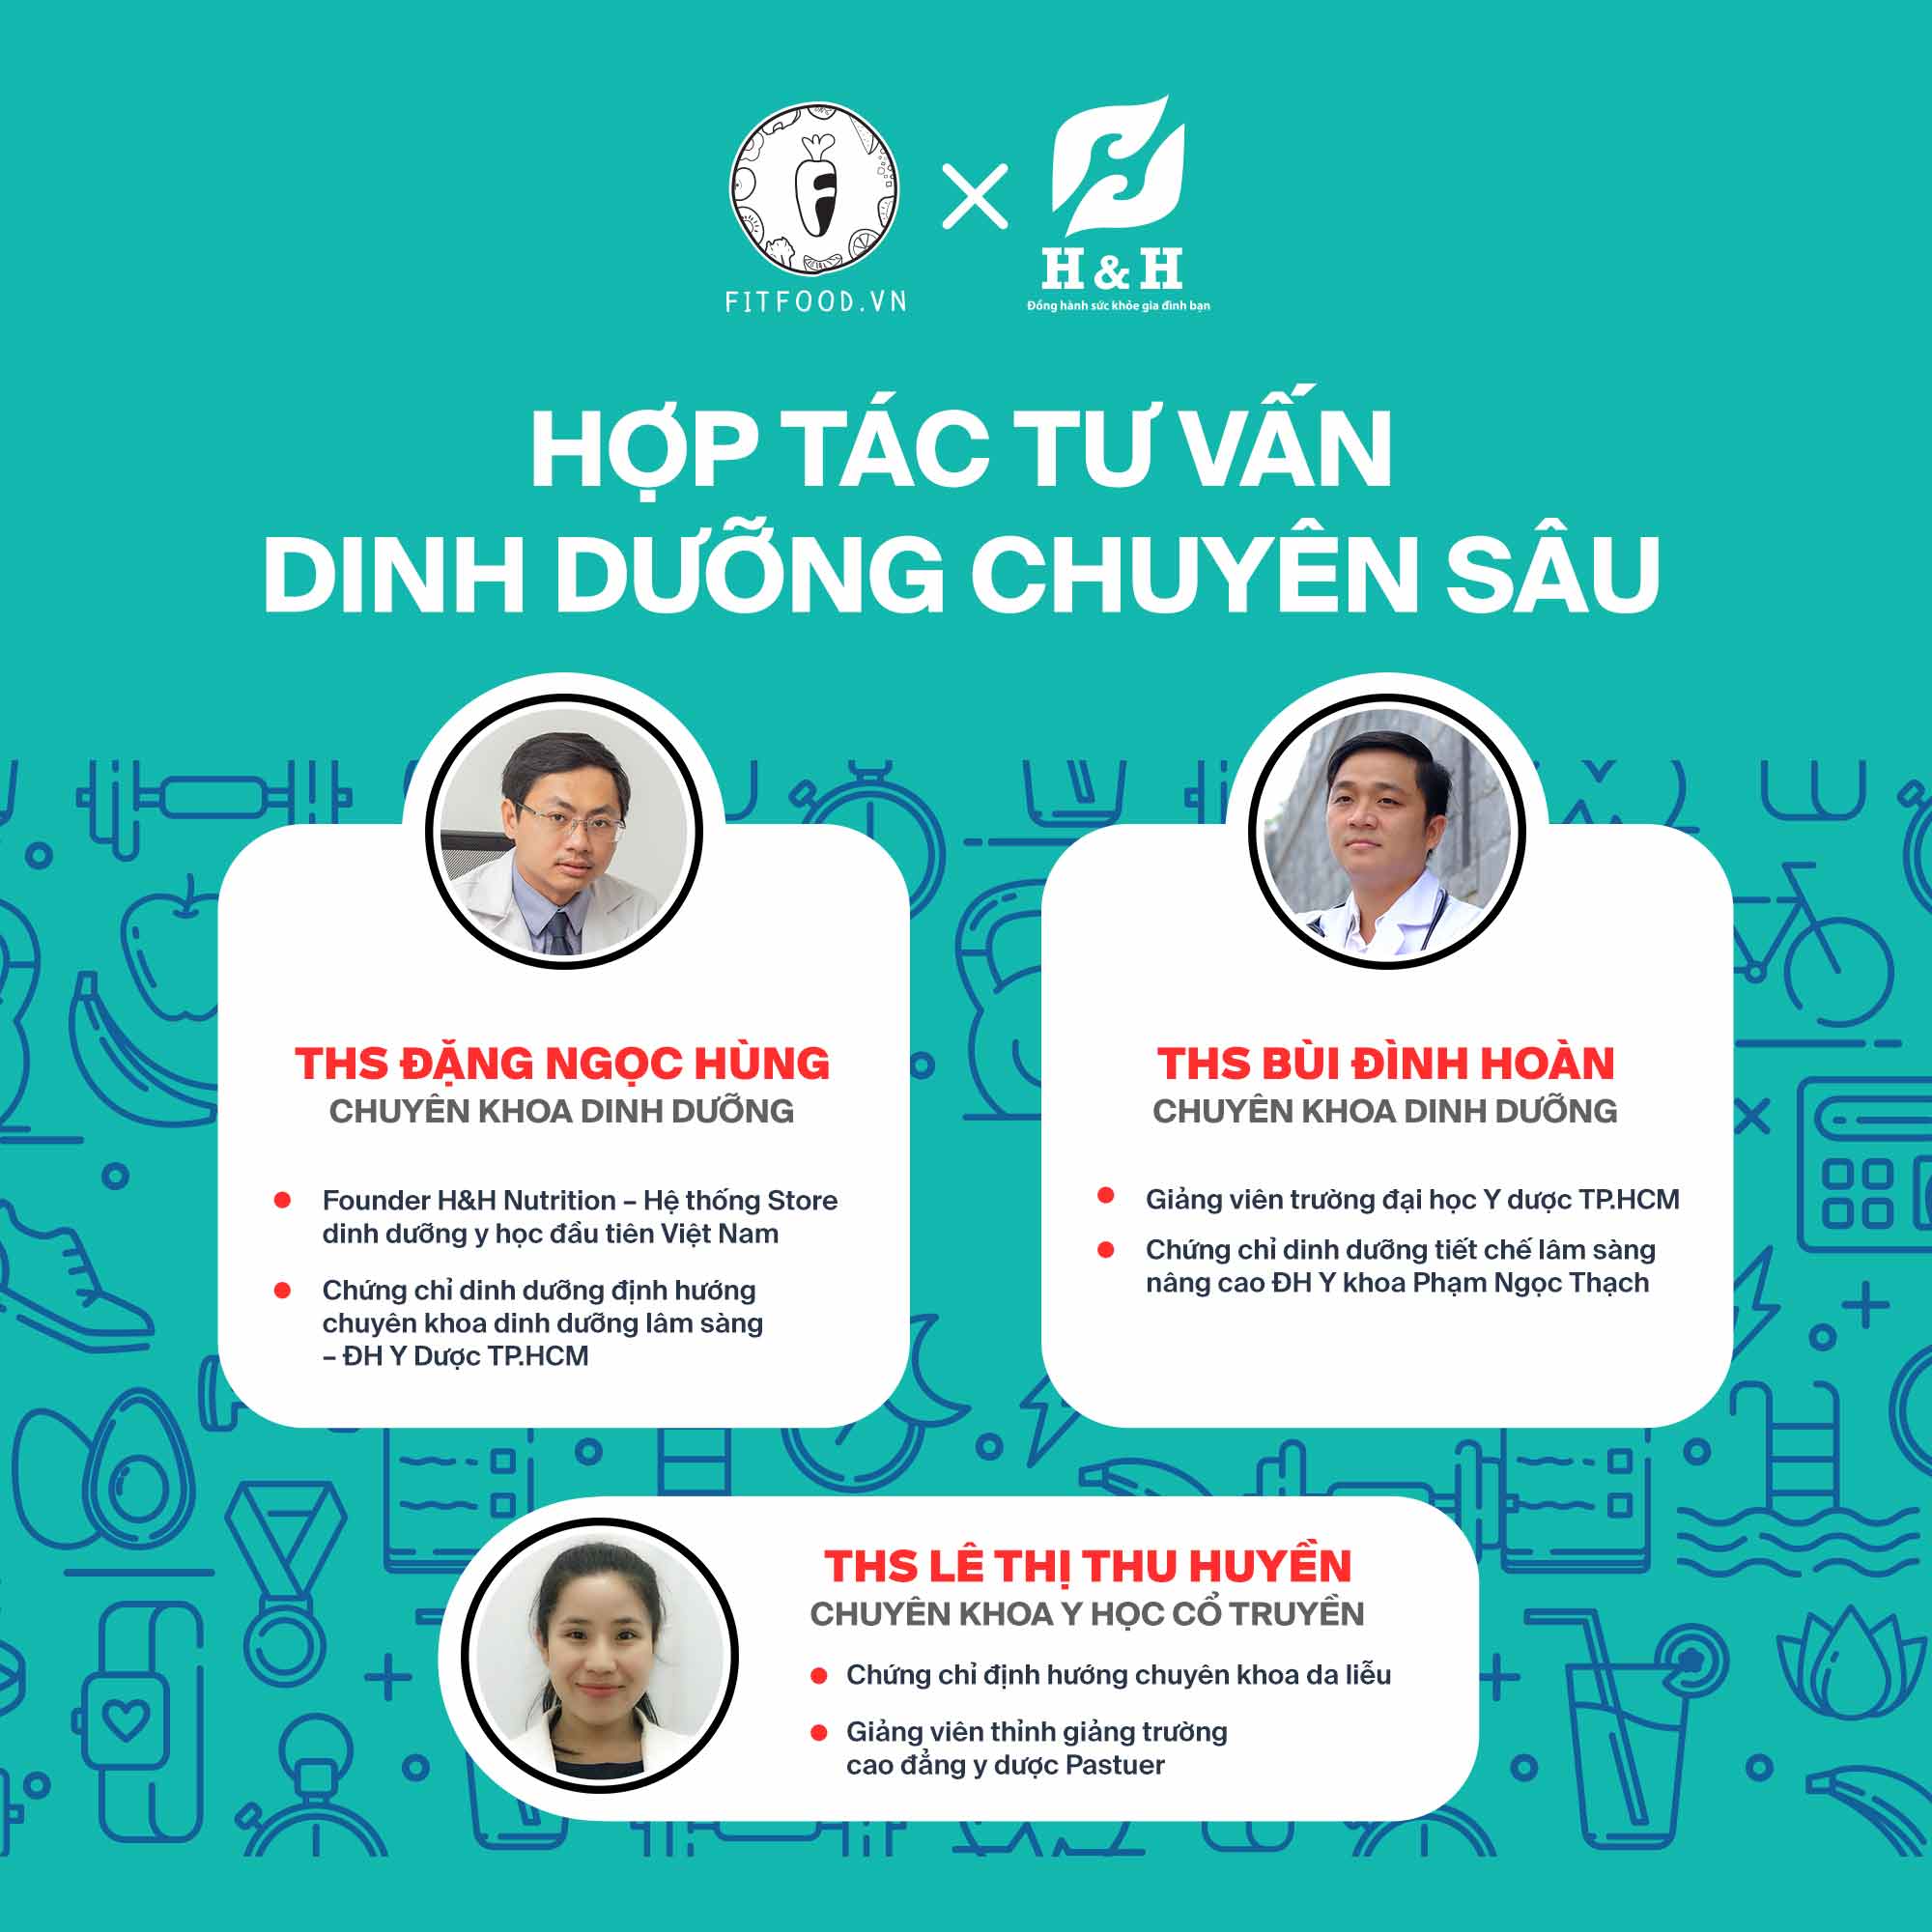 FITFOOD.VN
H&H
Đồng hành sức khỏe gia đình bạn
HỢP TÁC TƯ VẤN
DINH DƯỠNG CHUYÊN SÂU
THS ĐẶNG NGỌC HÙNG
CHUYÊN KHOA DINH DƯỠNG
Founder H&H Nutrition – Hệ thống Store
dinh dưỡng y học đầu tiên Việt Nam
Chứng chỉ dinh dưỡng định hướng
chuyên khoa dinh dưỡng lâm sàng
– ĐH Y Dược TP.HCM
THS BÙI ĐÌNH HOÀN
CHUYÊN KHOA DINH DƯỠNG
Giảng viên trường đại học Y dược TP.HCM
Chứng chỉ dinh dưỡng tiết chế lâm sàng
nâng cao ĐH Y khoa Phạm Ngọc Thạch
THS LÊ THỊ THU HUYỀN
CHUYÊN KHOA Y HỌC CỔ TRUYỀN
Chứng chỉ định hướng chuyên khoa da liễu
Giảng viên thỉnh giảng trường
cao đẳng y dược Pastuer